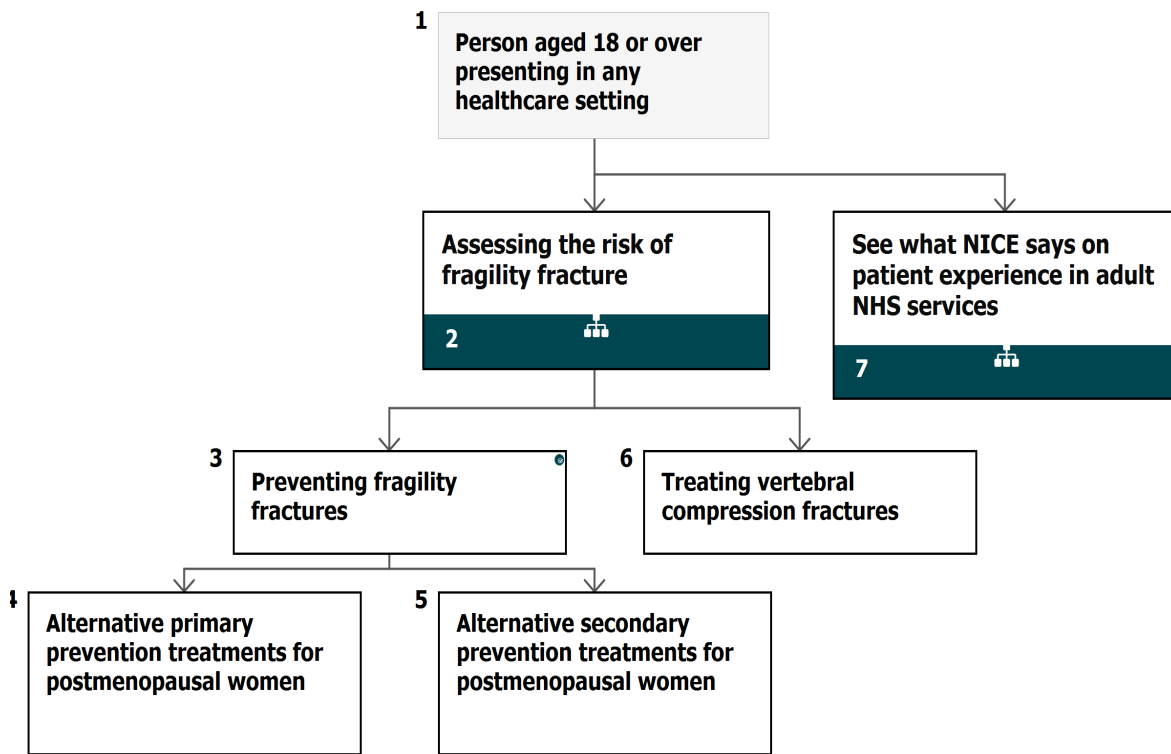 1
Person aged 18 or over
presenting in any
healthcare setting
Assessing the risk of
fragility fracture
2
See what NICE says on
patient experience in adult
NHS services
7
3
Preventing fragility
fractures
6
Treating vertebral
compression fractures
4
Alternative primary
prevention treatments for
postmenopausal women
5
Alternative secondary
prevention treatments for
postmenopausal women